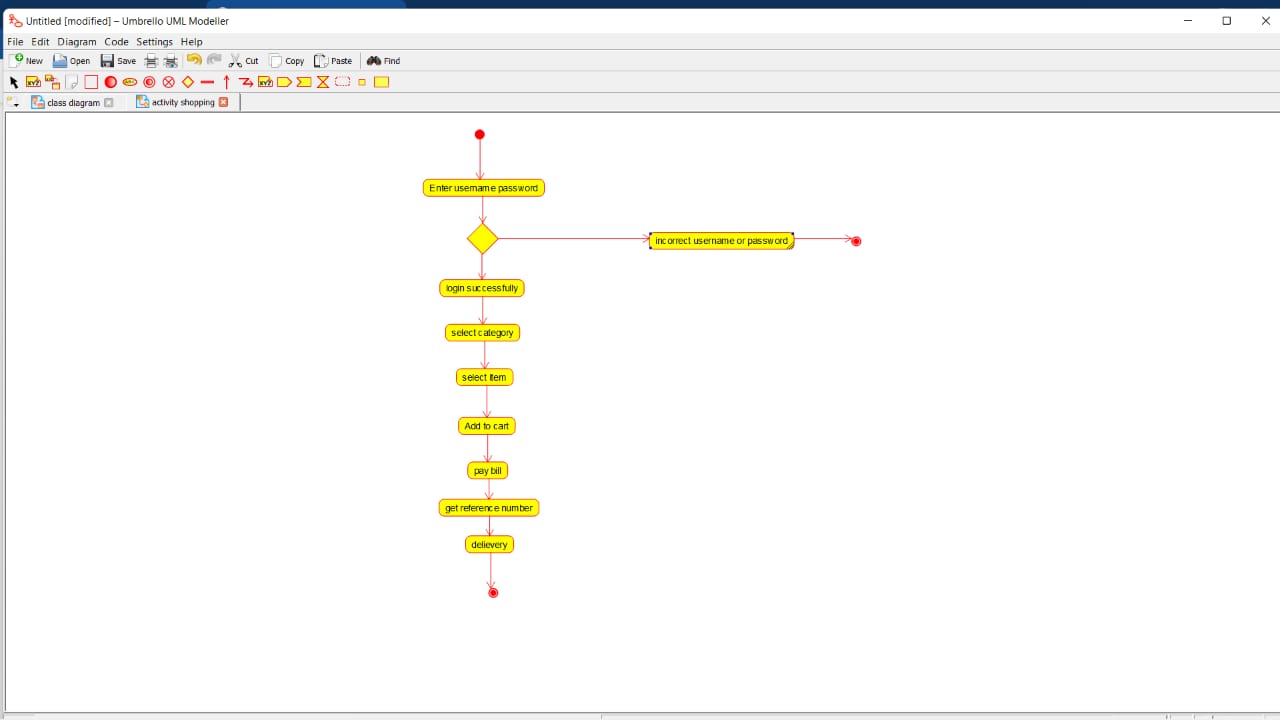 Untitled [modified] – Umbrello UML Modeller
File Edit Diagram Code Settings Help
New Open Save Cut Copy Paste Find
class diagram activity shopping
Enter username password
incorrect username or password
login successfully
select category
select item
Add to cart
pay bill
get reference number
delievery